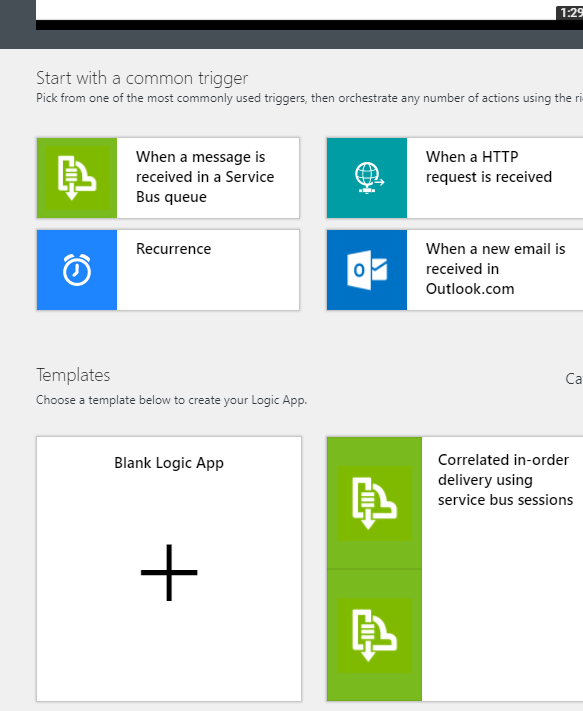 1:29
Start with a common trigger
Pick from one of the most commonly used triggers, then orchestrate any number of actions using the
When a message is
received in a Service
Bus queue
When a HTTP
request is received
Recurrence
When a new email is
received in
Outlook.com
Templates
Ca
Choose a template below to create your Logic App.
Blank Logic App
Correlated in-order
delivery using
service bus sessions